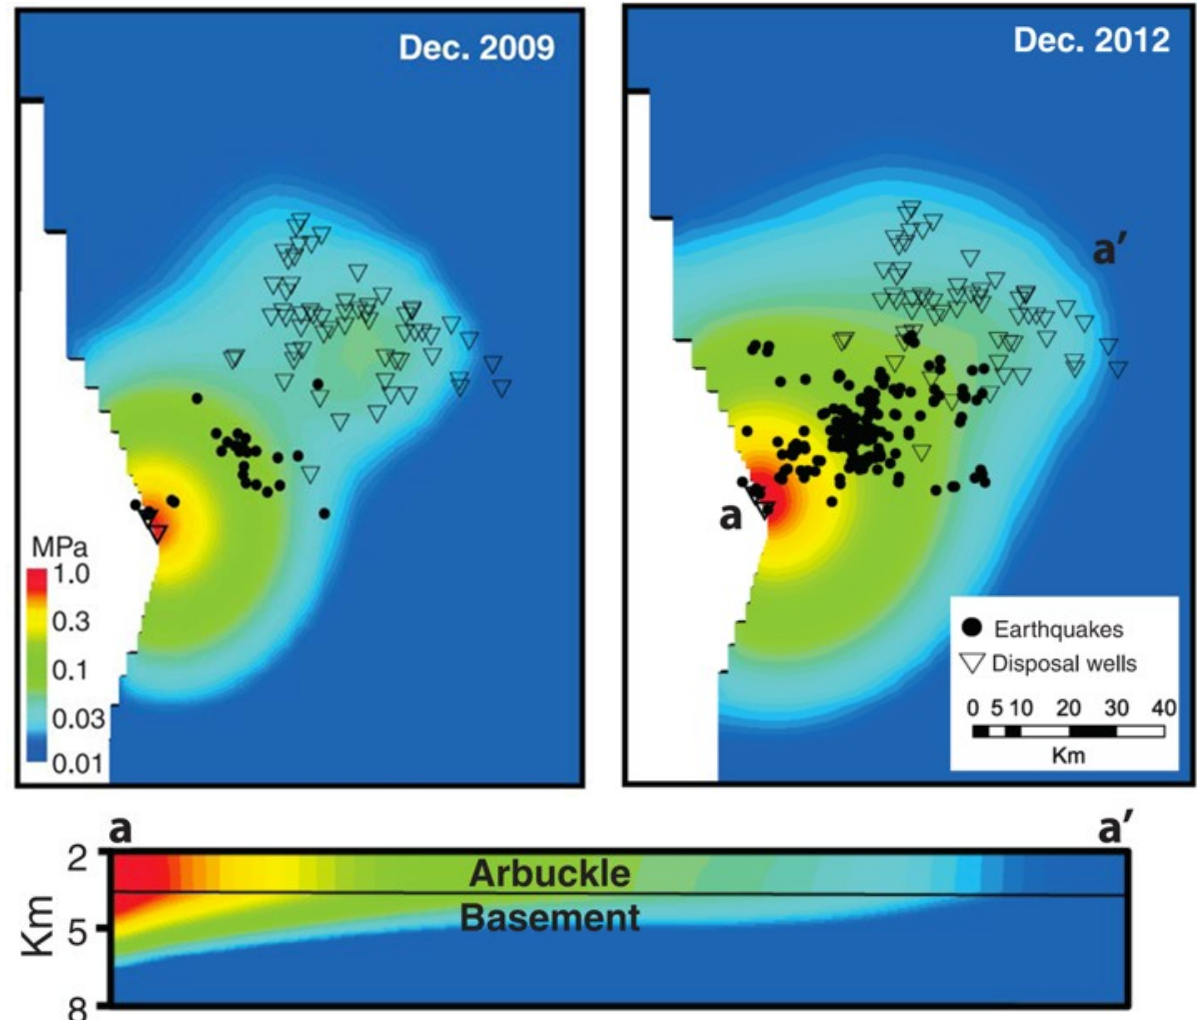 Dec. 2009
Dec. 2012
a′
a
MPa
1.0
0.3
0.1
0.03
0.01
Earthquakes
Disposal wells
0 5 10 20 30 40
Km
a a′
2
Arbuckle
Km
Basement
5
8